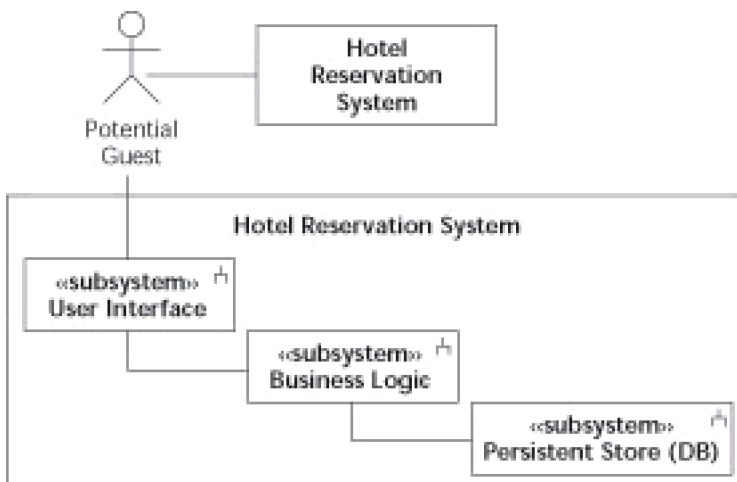 Hotel
Reservation
System
Potential
Guest
Hotel Reservation System
«subsystem»
User Interface
«subsystem»
Business Logic
«subsystem»
Persistent Store (DB)